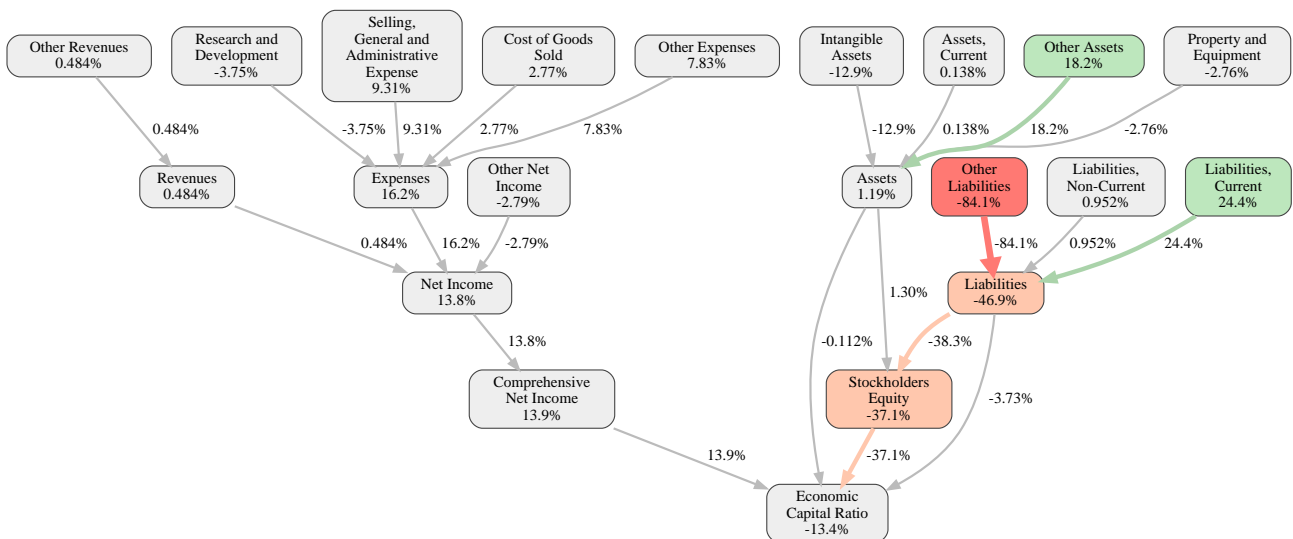 Other Revenues
0.484%
Research and
Development
-3.75%
Selling,
General and
Administrative
Expense
9.31%
Cost of Goods
Sold
2.77%
Other Expenses
7.83%
Intangible
Assets
-12.9%
Assets,
Current
0.138%
Other Assets
18.2%
Property and
Equipment
-2.76%
0.484%
-3.75%
9.31%
2.77%
7.83%
-12.9%
0.138%
18.2%
-2.76%
Revenues
0.484%
Expenses
16.2%
Other Net
Income
-2.79%
Assets
1.19%
Other
Liabilities
-84.1%
Liabilities,
Non-Current
0.952%
Liabilities,
Current
24.4%
0.484%
16.2%
-2.79%
-84.1%
0.952%
24.4%
Net Income
13.8%
1.30%
Liabilities
-46.9%
13.8%
-0.112%
-38.3%
Comprehensive
Net Income
13.9%
Stockholders
Equity
-37.1%
-3.73%
13.9%
-37.1%
Economic
Capital Ratio
-13.4%